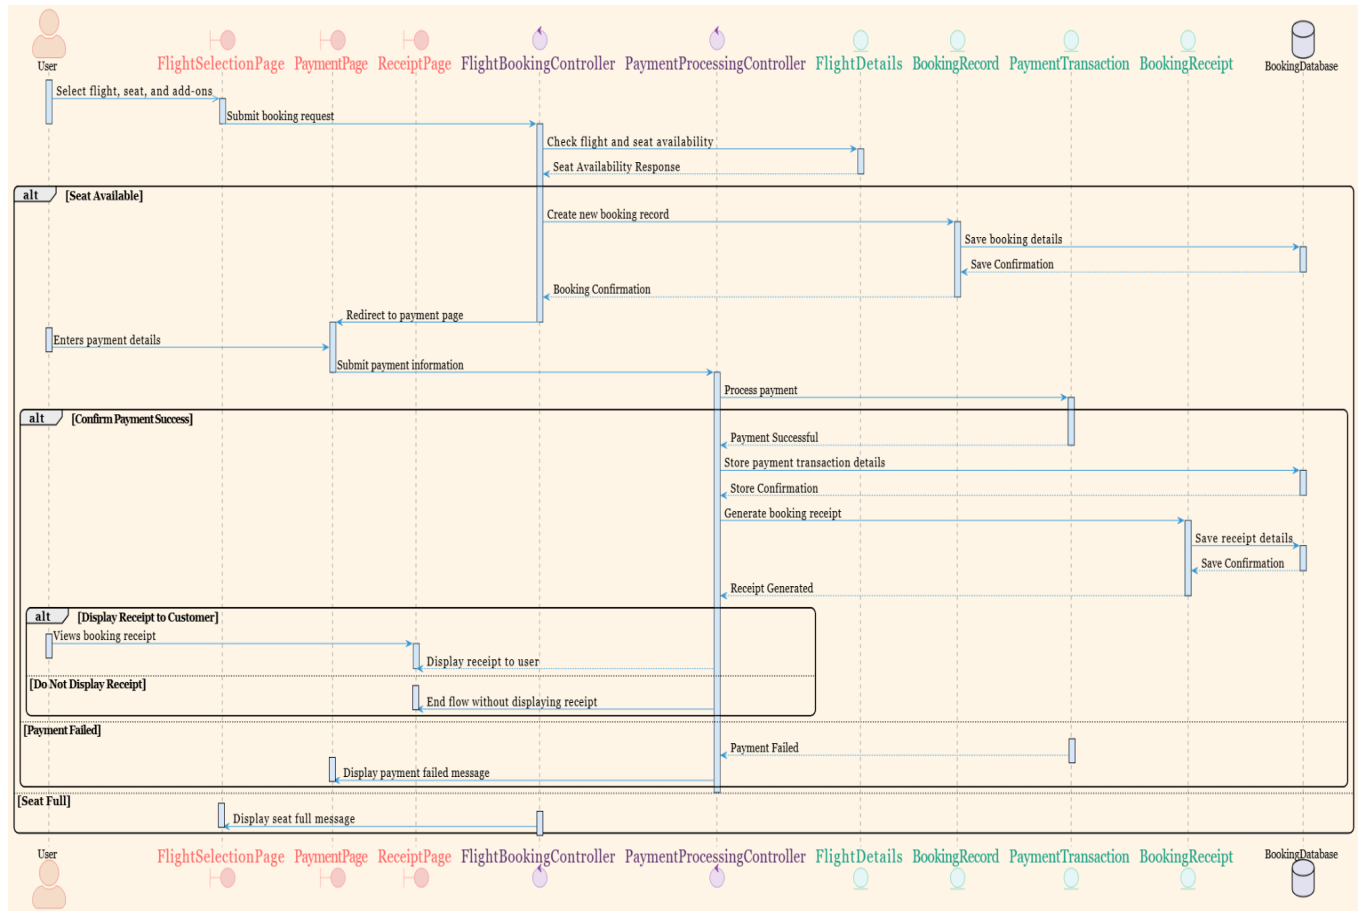 User
FlightSelectionPage
PaymentPage
ReceiptPage
FlightBookingController
PaymentProcessingController
FlightDetails
BookingRecord
PaymentTransaction
BookingReceipt
BookingDatabase
Select flight, seat, and add-ons
Submit booking request
Check flight and seat availability
Seat Availability Response
alt
[Seat Available]
Create new booking record
Save booking details
Save Confirmation
Booking Confirmation
Redirect to payment page
Enters payment details
Submit payment information
Process payment
alt
[Confirm Payment Success]
Payment Successful
Store payment transaction details
Store Confirmation
Generate booking receipt
Save receipt details
Save Confirmation
Receipt Generated
alt
[Display Receipt to Customer]
Views booking receipt
Display receipt to user
[Do Not Display Receipt]
End flow without displaying receipt
[Payment Failed]
Payment Failed
Display payment failed message
[Seat Full]
Display seat full message
User
FlightSelectionPage
PaymentPage
ReceiptPage
FlightBookingController
PaymentProcessingController
FlightDetails
BookingRecord
PaymentTransaction
BookingReceipt
BookingDatabase